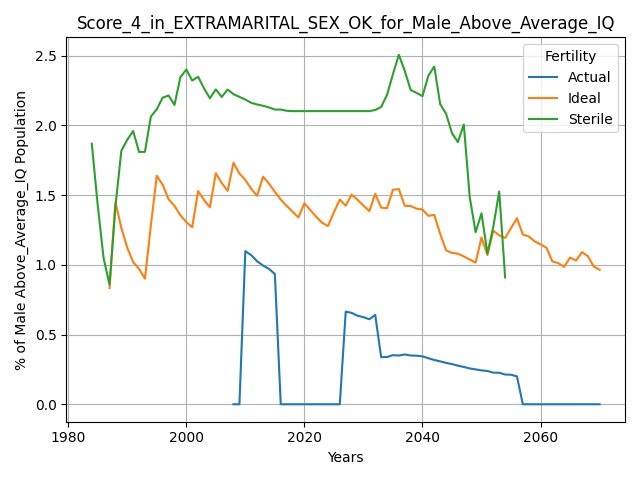 Score_4_in_EXTRAMARITAL_SEX_OK_for_Male_Above_Average_IQ
% of Male Above_Average_IQ Population
2.5
2.0
1.5
1.0
0.5
0.0
Fertility
Actual
Ideal
Sterile
1980
2000
2020
2040
2060
Years